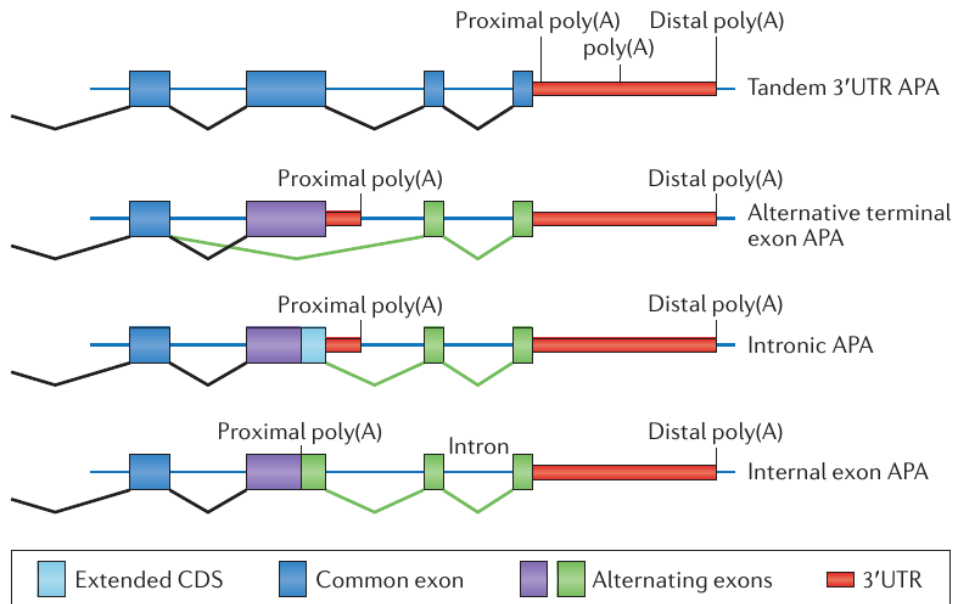 Proximal poly(A)
Distal poly(A)
poly(A)
Tandem 3′UTR APA
Proximal poly(A)
Distal poly(A)
Alternative terminal
exon APA
Proximal poly(A)
Distal poly(A)
Intronic APA
Proximal poly(A)
Intron
Distal poly(A)
Internal exon APA
Extended CDS
Common exon
Alternating exons
3′UTR